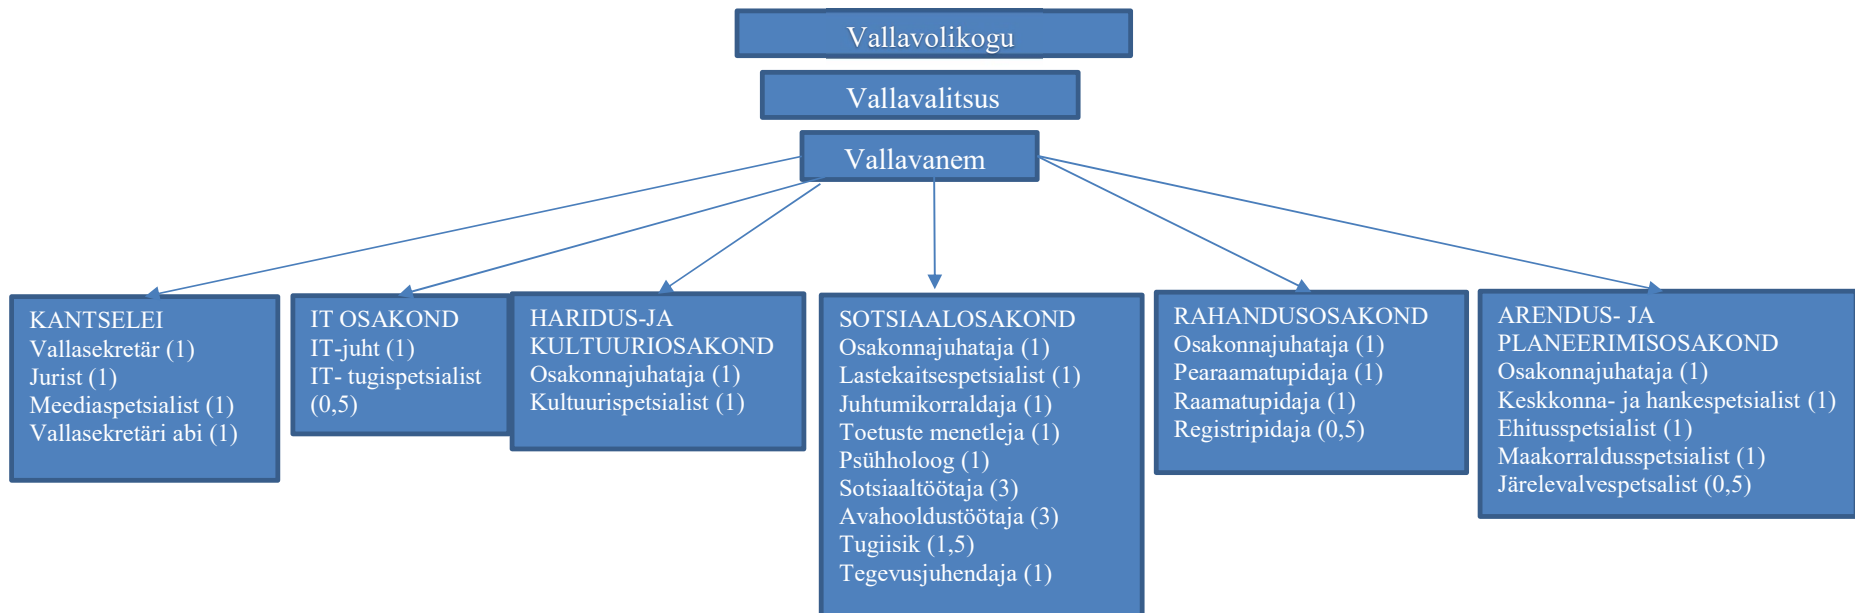 Vallavolikogu
Vallavalitsus
Vallavanem
KANTSELEI
Vallasekretär (1)
Jurist (1)
Meediaspetsialist (1)
Vallasekretäri abi (1)
IT OSAKOND
IT-juht (1)
IT- tugispetsialist
(0,5)
HARIDUS-JA
KULTUURIOSAKOND
Osakonnajuhataja (1)
Kultuurispetsialist (1)
SOTSIAALOSAKOND
Osakonnajuhataja (1)
Lastekaitsespetsialist (1)
Juhtumikorraldaja (1)
Toetuste menetleja (1)
Psühholoog (1)
Sotsiaaltöötaja (3)
Avahooldustöötaja (3)
Tugiisik (1,5)
Tegevusjuhendaja (1)
RAHANDUSOSAKOND
Osakonnajuhataja (1)
Pearaamatupidaja (1)
Raamatupidaja (1)
Registripidaja (0,5)
ARENDUS- JA
PLANEERIMISOSAKOND
Osakonnajuhataja (1)
Keskkonna- ja hankespetsialist (1)
Ehitusspetsialist (1)
Maakorraldusspetsialist (1)
Järelevalvespetsalist (0,5)